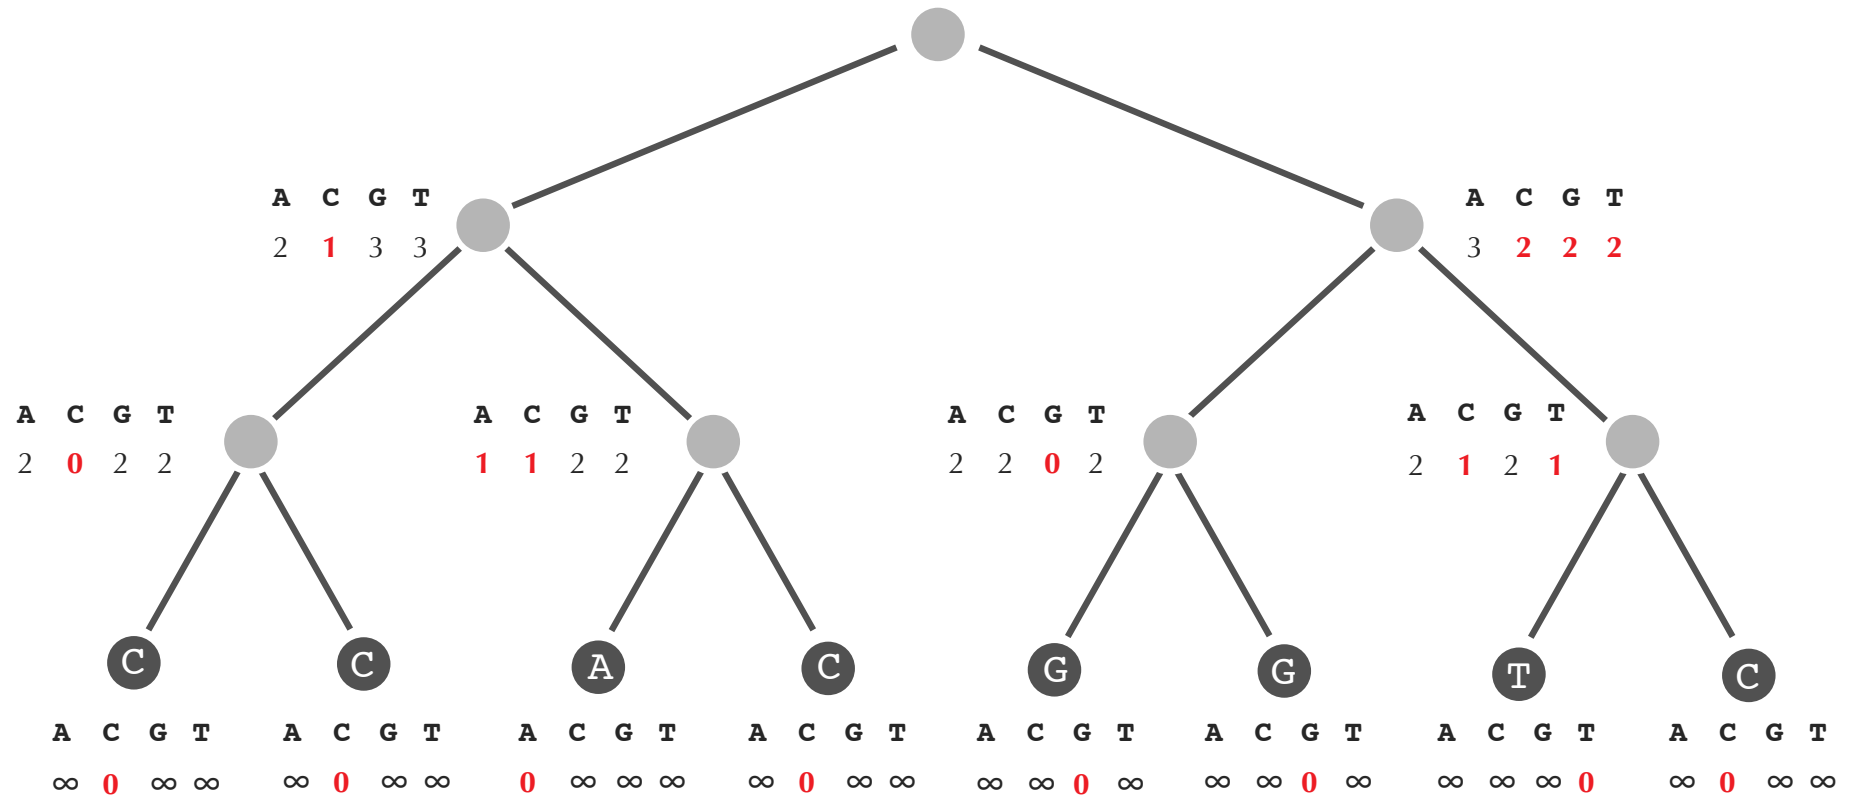 A C G T
2 1 3 3
A C G T
3 2 2 2
A C G T
2 0 2 2
A C G T
1 1 2 2
A C G T
2 2 0 2
A C G T
2 1 2 1
C
C
A
C
G
G
T
C
A C G T
∞ 0 ∞ ∞
A C G T
∞ 0 ∞ ∞
A C G T
0 ∞ ∞ ∞
A C G T
∞ 0 ∞ ∞
A C G T
∞ ∞ 0 ∞
A C G T
∞ ∞ 0 ∞
A C G T
∞ ∞ ∞ 0
A C G T
∞ 0 ∞ ∞